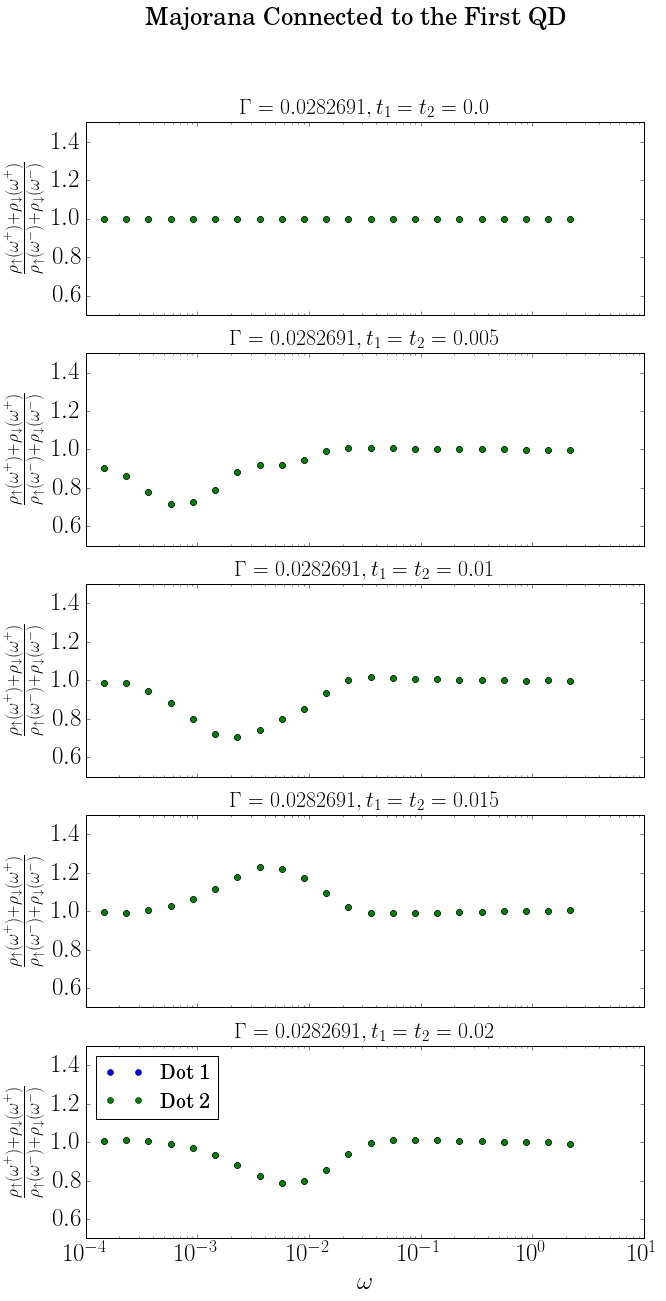 Majorana Connected to the First QD
Γ = 0.0282691, t₁ = t₂ = 0.0
(ρ↑(ω⁺)+ρ↓(ω⁺))/(ρ↑(ω⁻)+ρ↓(ω⁻))
1.4
1.2
1.0
0.8
0.6
Γ = 0.0282691, t₁ = t₂ = 0.005
(ρ↑(ω⁺)+ρ↓(ω⁺))/(ρ↑(ω⁻)+ρ↓(ω⁻))
1.4
1.2
1.0
0.8
0.6
Γ = 0.0282691, t₁ = t₂ = 0.01
(ρ↑(ω⁺)+ρ↓(ω⁺))/(ρ↑(ω⁻)+ρ↓(ω⁻))
1.4
1.2
1.0
0.8
0.6
Γ = 0.0282691, t₁ = t₂ = 0.015
(ρ↑(ω⁺)+ρ↓(ω⁺))/(ρ↑(ω⁻)+ρ↓(ω⁻))
1.4
1.2
1.0
0.8
0.6
Γ = 0.0282691, t₁ = t₂ = 0.02
(ρ↑(ω⁺)+ρ↓(ω⁺))/(ρ↑(ω⁻)+ρ↓(ω⁻))
1.4
1.2
1.0
0.8
0.6
Dot 1
Dot 2
10⁻⁴ 10⁻³ 10⁻² 10⁻¹ 10⁰ 10¹
ω